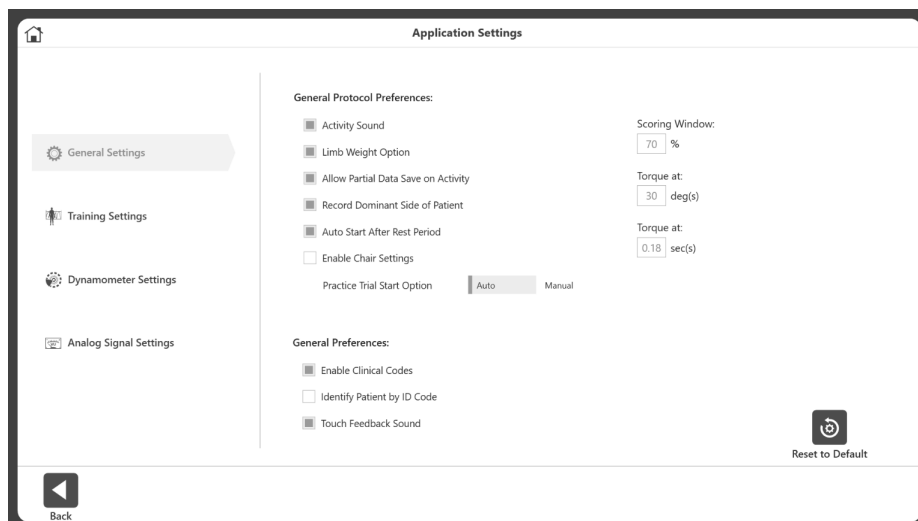 Application Settings
General Settings
Training Settings
Dynamometer Settings
Analog Signal Settings
General Protocol Preferences:
Activity Sound
Limb Weight Option
Allow Partial Data Save on Activity
Record Dominant Side of Patient
Auto Start After Rest Period
Enable Chair Settings
Practice Trial Start Option Auto Manual
Scoring Window:
70 %
Torque at:
30 deg(s)
Torque at:
0.18 sec(s)
General Preferences:
Enable Clinical Codes
Identify Patient by ID Code
Touch Feedback Sound
Reset to Default
Back